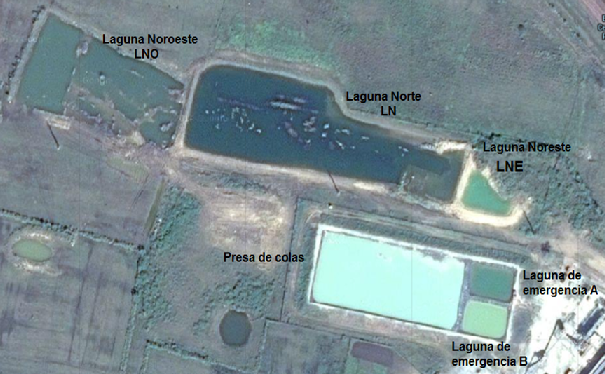 Laguna Noroeste
LNO
Laguna Norte
LN
Laguna Noreste
LNE
Presa de colas
Laguna de
emergencia A
Laguna de
emergencia B